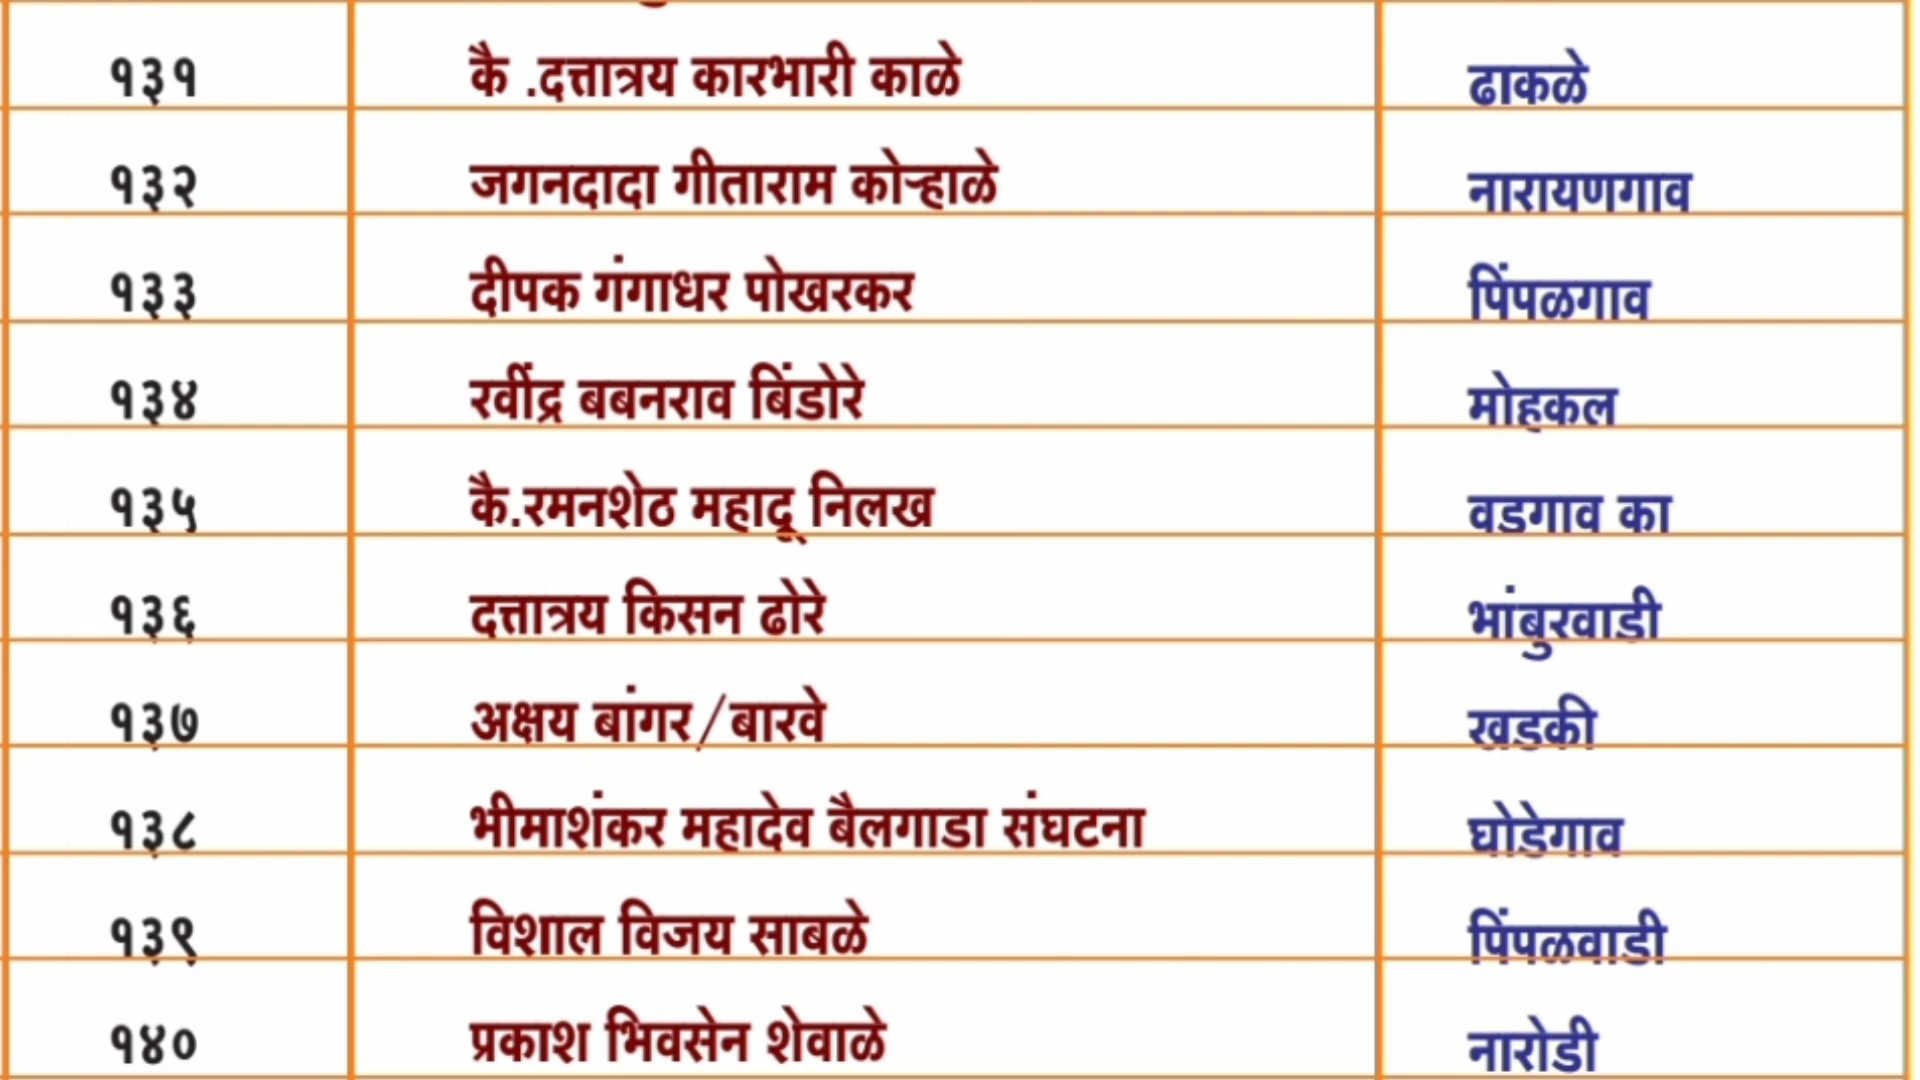 १३१ कै .दत्तात्रय कारभारी काळे ढाकळे
१३२ जगनदादा गीताराम कोऱ्हाळे नारायणगाव
१३३ दीपक गंगाधर पोखरकर पिंपळगाव
१३४ रवींद्र बबनराव बिंडोरे मोहकल
१३५ कै.रमनशेठ महादू निलख वडगाव का
१३६ दत्तात्रय किसन ढोरे भांबुरवाडी
१३७ अक्षय बांगर/बारवे खडकी
१३८ भीमाशंकर महादेव बैलगाडा संघटना घोडेगाव
१३९ विशाल विजय साबळे पिंपळवाडी
१४० प्रकाश भिवसेन शेवाळे नारोडी